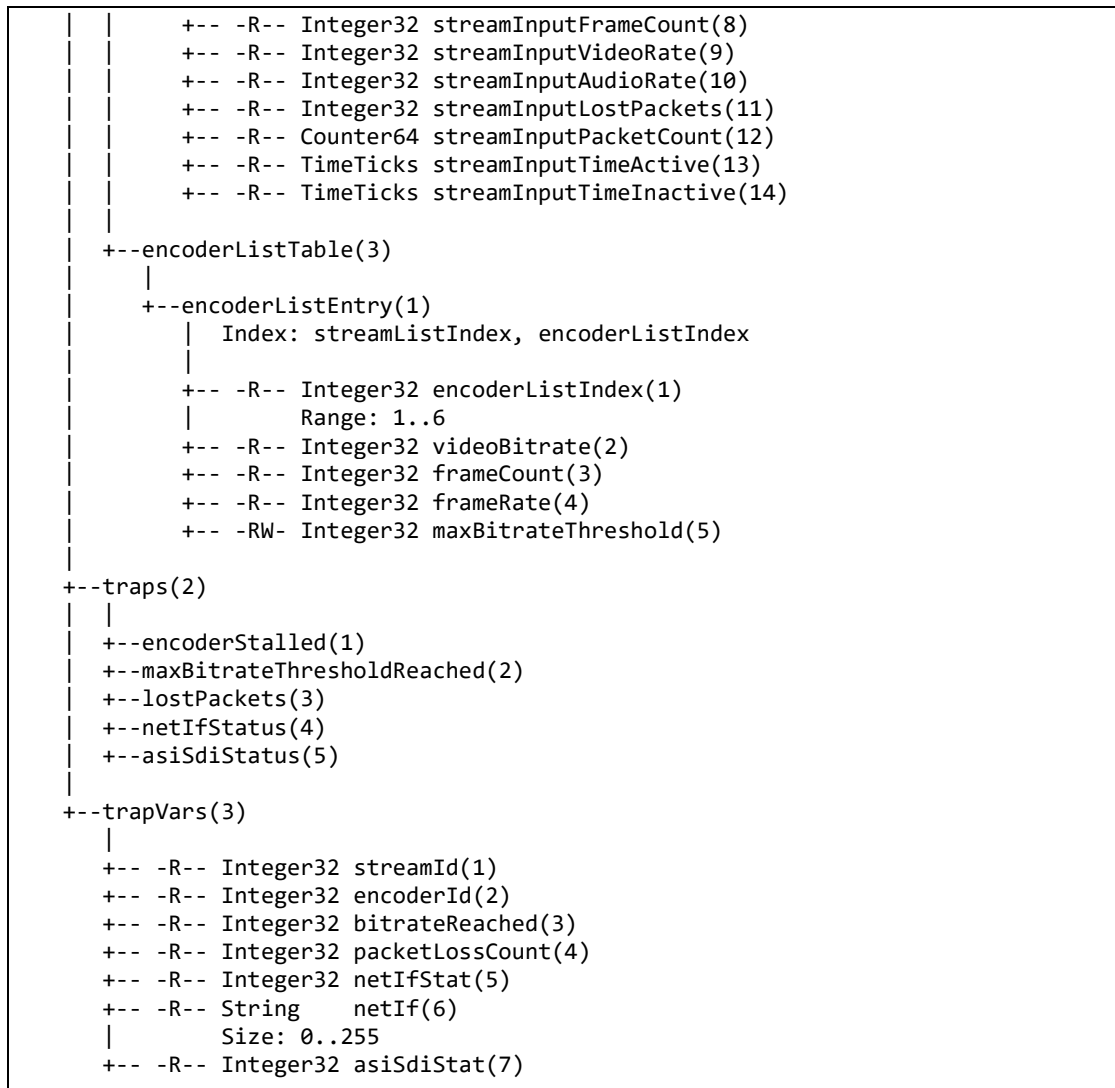 |  |     +-- -R-- Integer32 streamInputFrameCount(8)
|  |     +-- -R-- Integer32 streamInputVideoRate(9)
|  |     +-- -R-- Integer32 streamInputAudioRate(10)
|  |     +-- -R-- Integer32 streamInputLostPackets(11)
|  |     +-- -R-- Counter64 streamInputPacketCount(12)
|  |     +-- -R-- TimeTicks streamInputTimeActive(13)
|  |     +-- -R-- TimeTicks streamInputTimeInactive(14)
|  |
|  +--encoderListTable(3)
|     |
|     +--encoderListEntry(1)
|        |  Index: streamListIndex, encoderListIndex
|        |
|        +-- -R-- Integer32 encoderListIndex(1)
|        |        Range: 1..6
|        +-- -R-- Integer32 videoBitrate(2)
|        +-- -R-- Integer32 frameCount(3)
|        +-- -R-- Integer32 frameRate(4)
|        +-- -RW- Integer32 maxBitrateThreshold(5)
|
+--traps(2)
|  |
|  +--encoderStalled(1)
|  +--maxBitrateThresholdReached(2)
|  +--lostPackets(3)
|  +--netIfStatus(4)
|  +--asiSdiStatus(5)
|
+--trapVars(3)
   |
   +-- -R-- Integer32 streamId(1)
   +-- -R-- Integer32 encoderId(2)
   +-- -R-- Integer32 bitrateReached(3)
   +-- -R-- Integer32 packetLossCount(4)
   +-- -R-- Integer32 netIfStat(5)
   +-- -R-- String    netIf(6)
   |        Size: 0..255
   +-- -R-- Integer32 asiSdiStat(7)